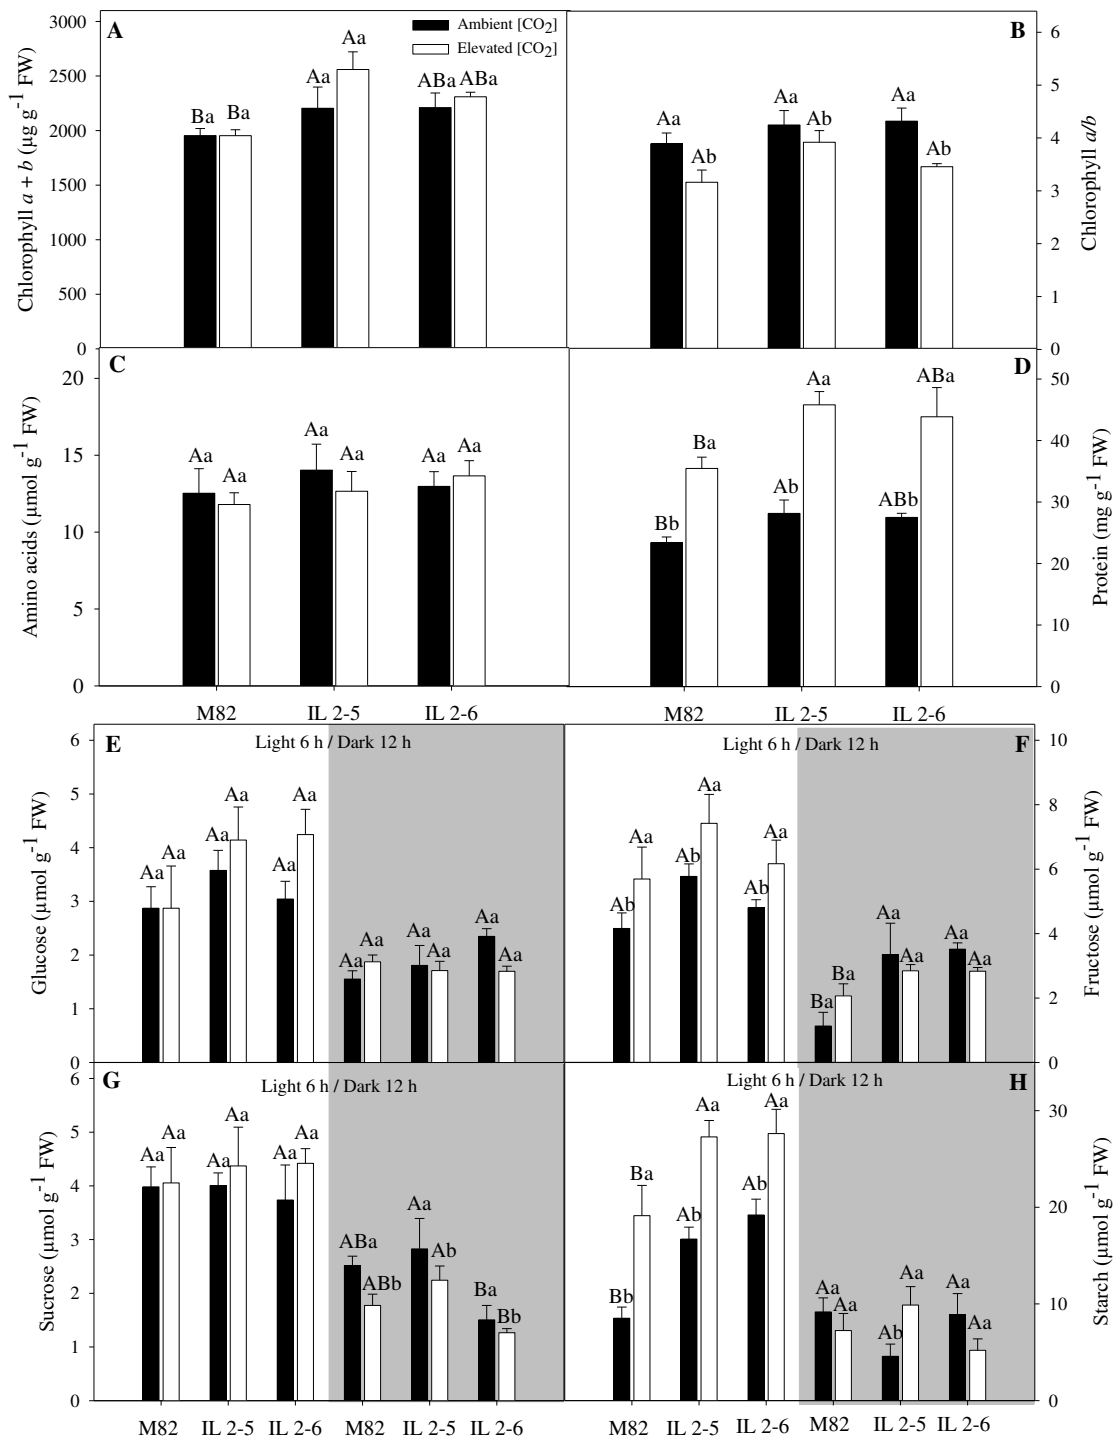 A
Ambient [CO2]
Elevated [CO2]
3000
2500
2000
1500
1000
500
0
Chlorophyll a + b (µg g-1 FW)
Ba
Ba
Aa
Aa
ABa
ABa
B
6
5
4
3
2
1
0
Chlorophyll a/b
Aa
Ab
Aa
Ab
Aa
Ab
C
20
15
10
5
0
Amino acids (µmol g-1 FW)
Aa
Aa
Aa
Aa
Aa
Aa
M82
IL 2-5
IL 2-6
D
50
40
30
20
10
0
Protein (mg g-1 FW)
Bb
Ba
Ab
Aa
ABb
ABa
M82
IL 2-5
IL 2-6
E
Light 6 h / Dark 12 h
6
5
4
3
2
1
0
Glucose (µmol g-1 FW)
Aa
Aa
Aa
Aa
Aa
Aa
Aa
Aa
Aa
Aa
Aa
Aa
Light 6 h / Dark 12 h
F
10
8
6
4
2
0
Fructose (µmol g-1 FW)
Ab
Aa
Ab
Aa
Ab
Aa
Ba
Ba
Aa
Aa
Aa
Aa
G
Light 6 h / Dark 12 h
6
5
4
3
2
1
0
Sucrose (µmol g-1 FW)
Aa
Aa
Aa
Aa
Aa
Aa
ABa
ABb
Aa
Ab
Ba
Bb
M82
IL 2-5
IL 2-6
M82
IL 2-5
IL 2-6
Light 6 h / Dark 12 h
H
30
20
10
0
Starch (µmol g-1 FW)
Bb
Ba
Ab
Aa
Ab
Aa
Aa
Aa
Ab
Aa
Aa
Aa
M82
IL 2-5
IL 2-6
M82
IL 2-5
IL 2-6